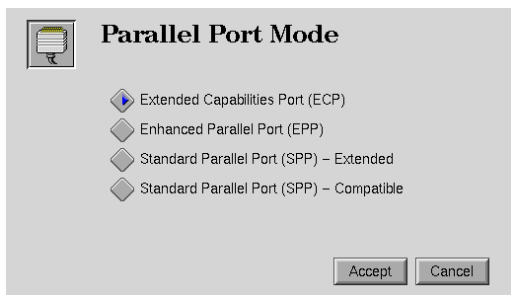 Parallel Port Mode
Extended Capabilities Port (ECP)
Enhanced Parallel Port (EPP)
Standard Parallel Port (SPP) – Extended
Standard Parallel Port (SPP) – Compatible
Accept Cancel